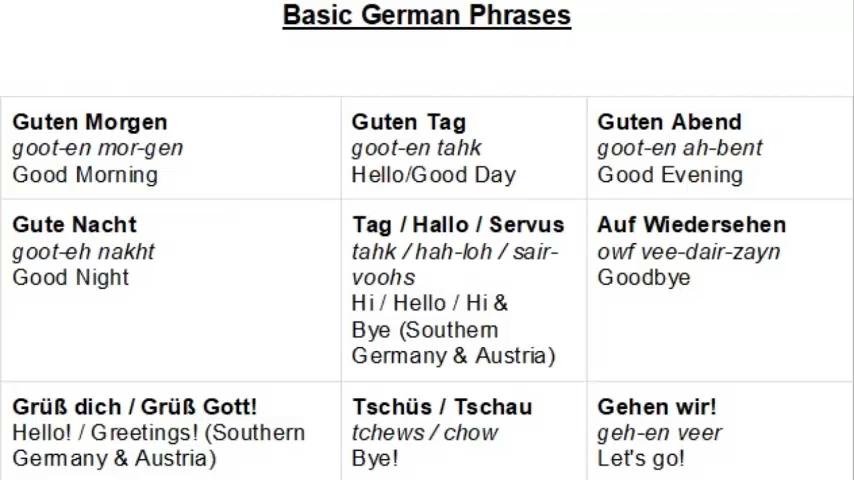 Basic German Phrases
Guten Morgen
goot-en mor-gen
Good Morning
Guten Tag
goot-en tahk
Hello/Good Day
Guten Abend
goot-en ah-bent
Good Evening
Gute Nacht
goot-eh nakht
Good Night
Tag / Hallo / Servus
tahk / hah-loh / sair-
voohs
Hi / Hello / Hi &
Bye (Southern
Germany & Austria)
Auf Wiedersehen
owf vee-dair-zayn
Goodbye
Grüß dich / Grüß Gott!
Hello! / Greetings! (Southern
Germany & Austria)
Tschüs / Tschau
tchews / chow
Bye!
Gehen wir!
geh-en veer
Let's go!